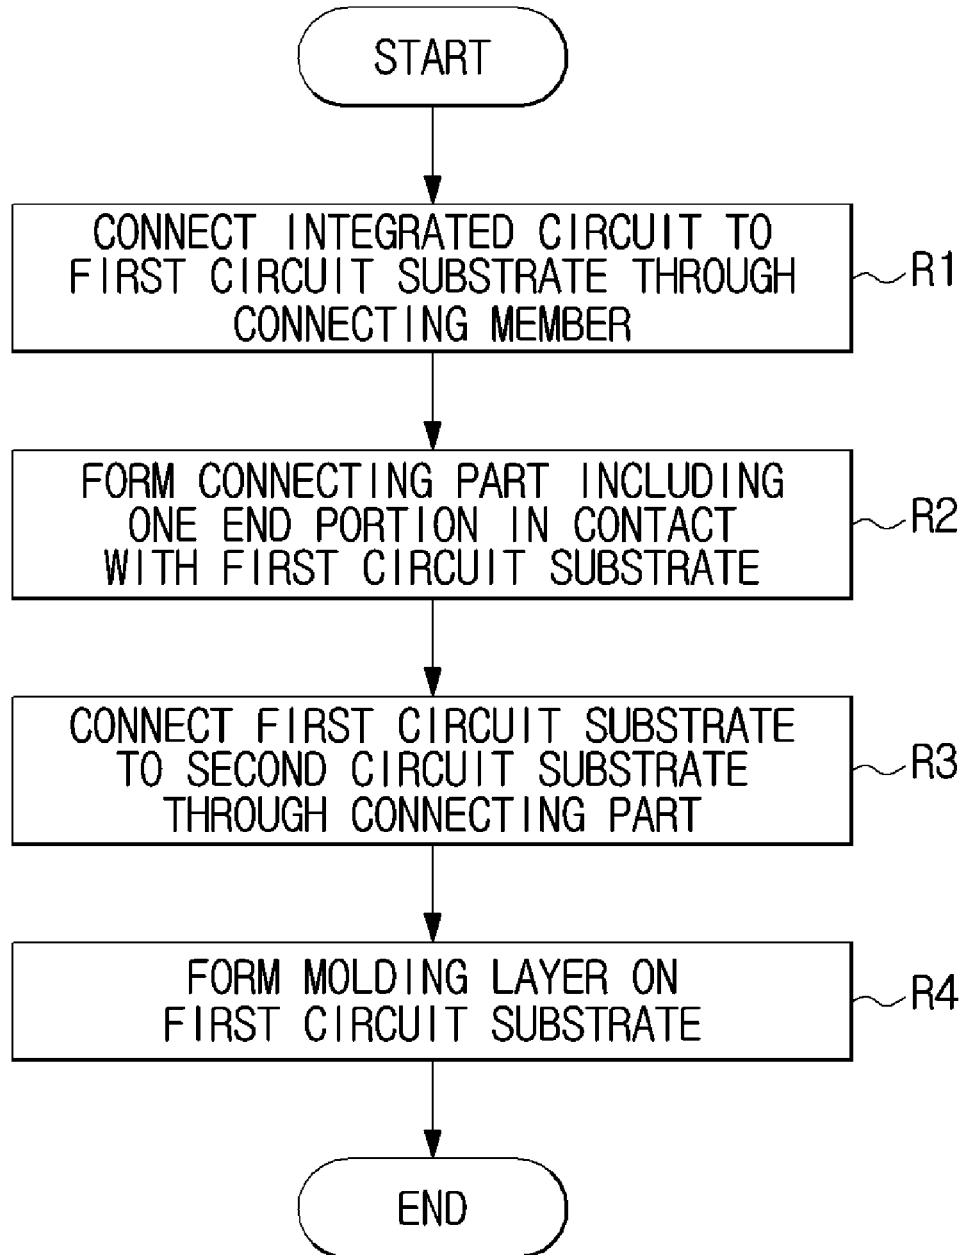 START
CONNECT INTEGRATED CIRCUIT TO
FIRST CIRCUIT SUBSTRATE THROUGH
CONNECTING MEMBER
R1
FORM CONNECTING PART INCLUDING
ONE END PORTION IN CONTACT
WITH FIRST CIRCUIT SUBSTRATE
R2
CONNECT FIRST CIRCUIT SUBSTRATE
TO SECOND CIRCUIT SUBSTRATE
THROUGH CONNECTING PART
R3
FORM MOLDING LAYER ON
FIRST CIRCUIT SUBSTRATE
R4
END